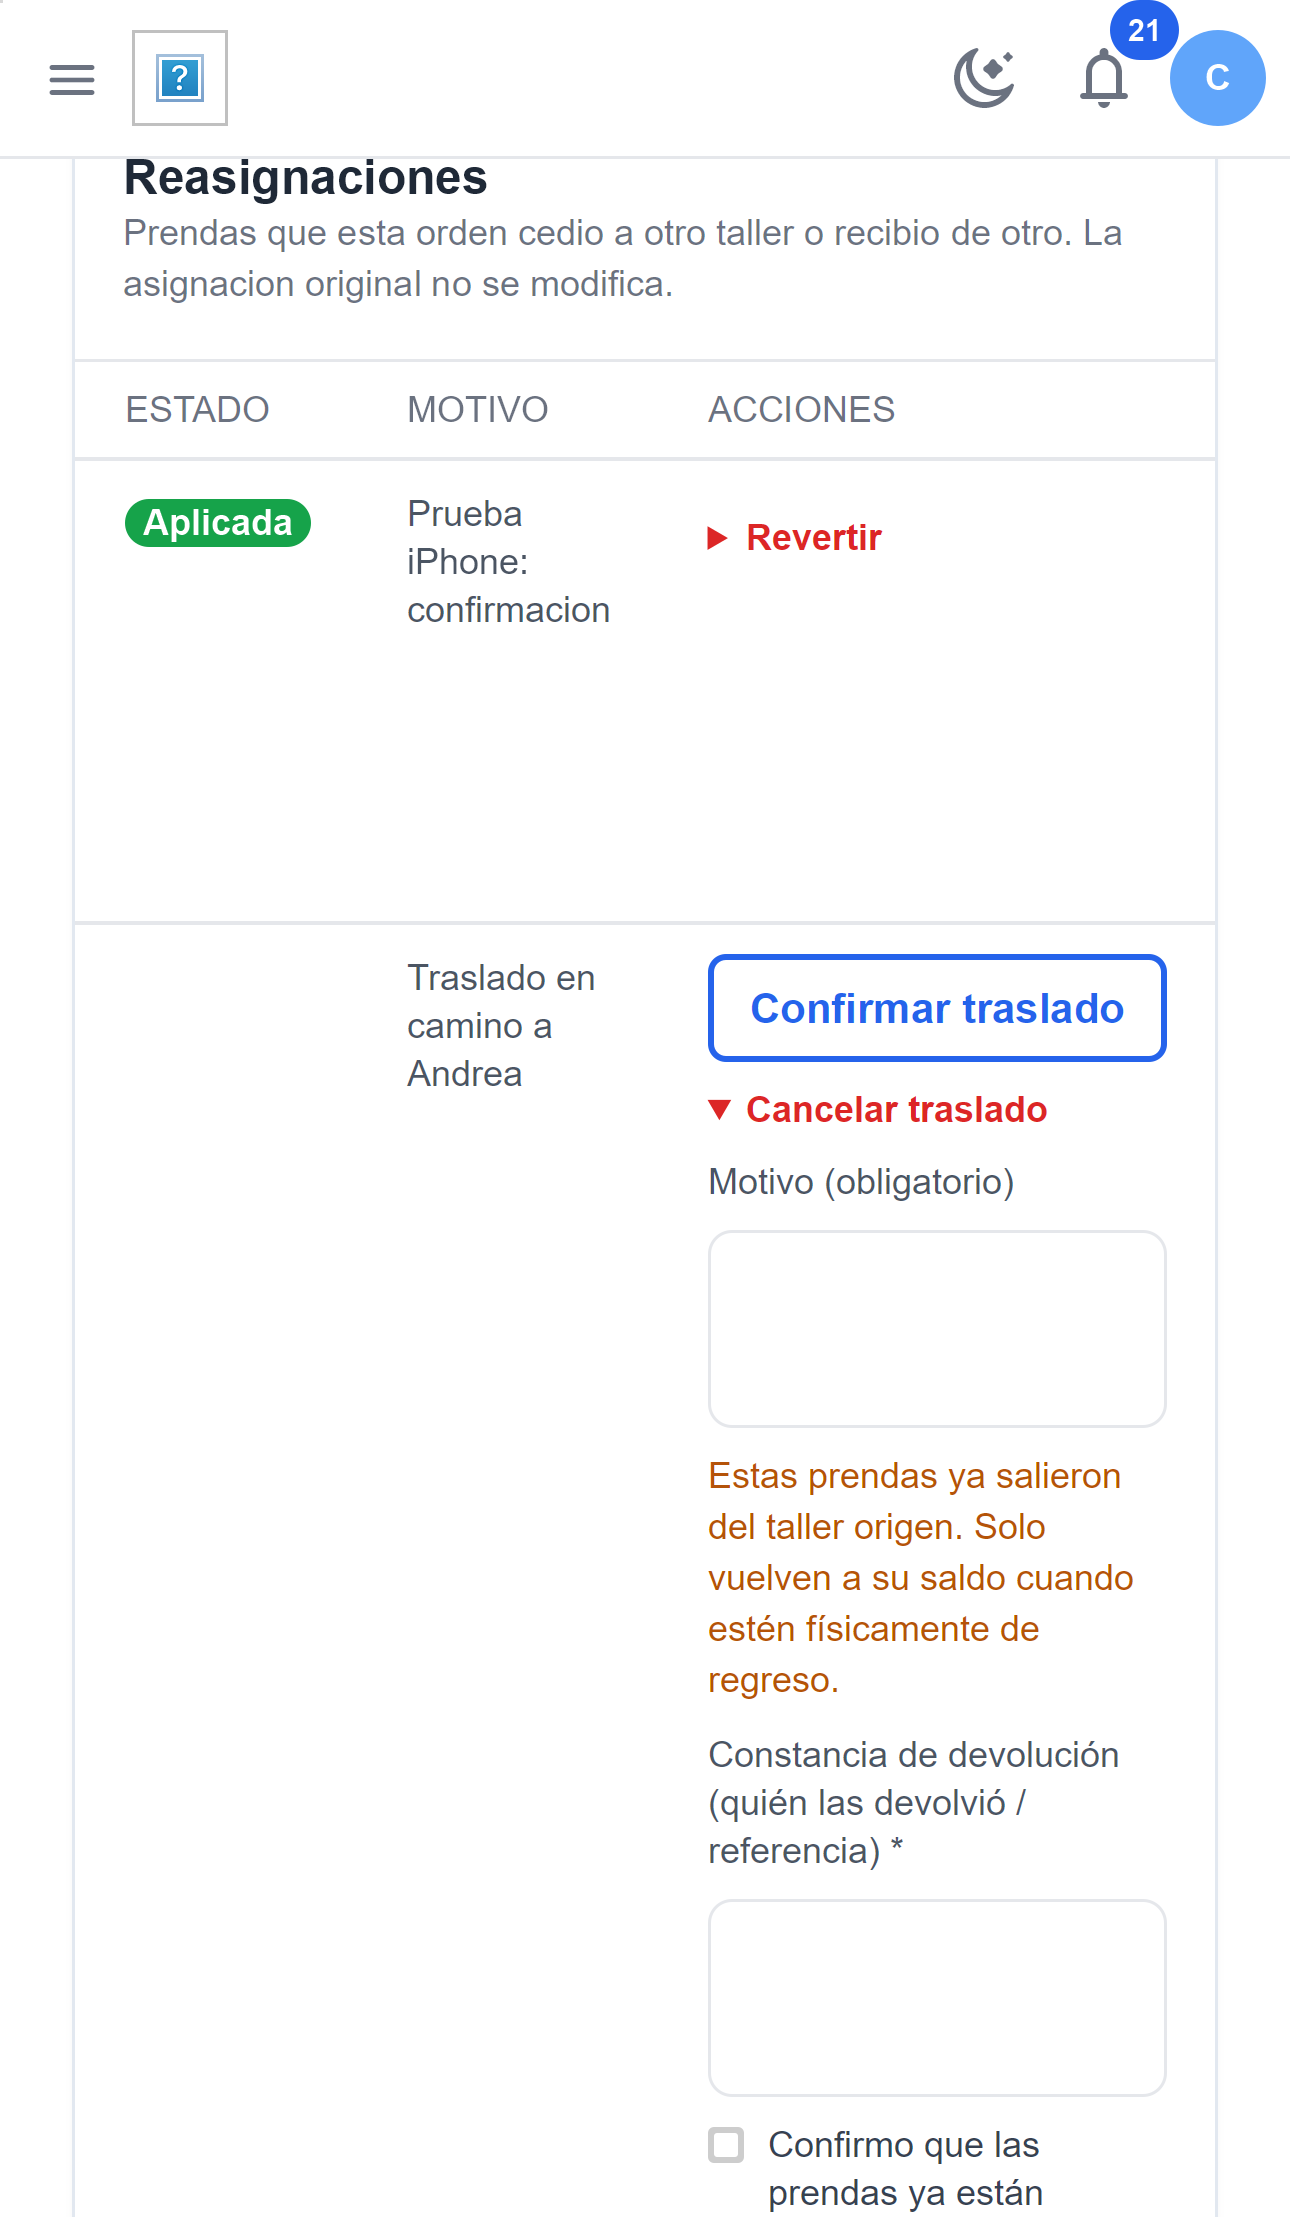 21
C
Reasignaciones
Prendas que esta orden cedio a otro taller o recibio de otro. La
asignacion original no se modifica.
ESTADO MOTIVO ACCIONES
Aplicada
Prueba
iPhone:
confirmacion
Revertir
Traslado en
camino a
Andrea
Confirmar traslado
Cancelar traslado
Motivo (obligatorio)
Estas prendas ya salieron
del taller origen. Solo
vuelven a su saldo cuando
estén físicamente de
regreso.
Constancia de devolución
(quién las devolvió /
referencia) *
Confirmo que las
prendas ya están